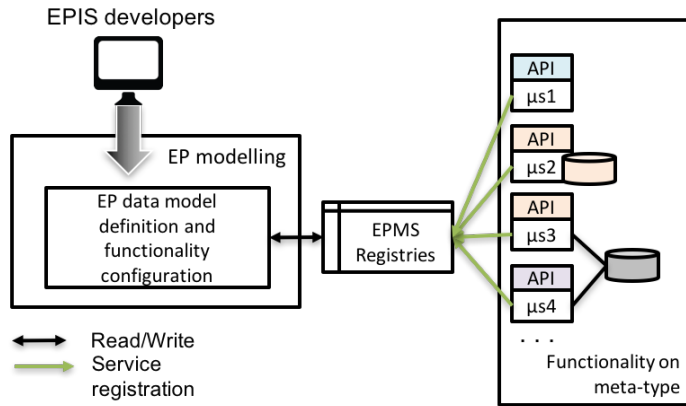 EPIS developers
EP modelling
EP data model
definition and
functionality
configuration
EPMS
Registries
API
μs1
API
μs2
API
μs3
API
μs4
. . .
Functionality on
meta-type
Read/Write
Service
registration